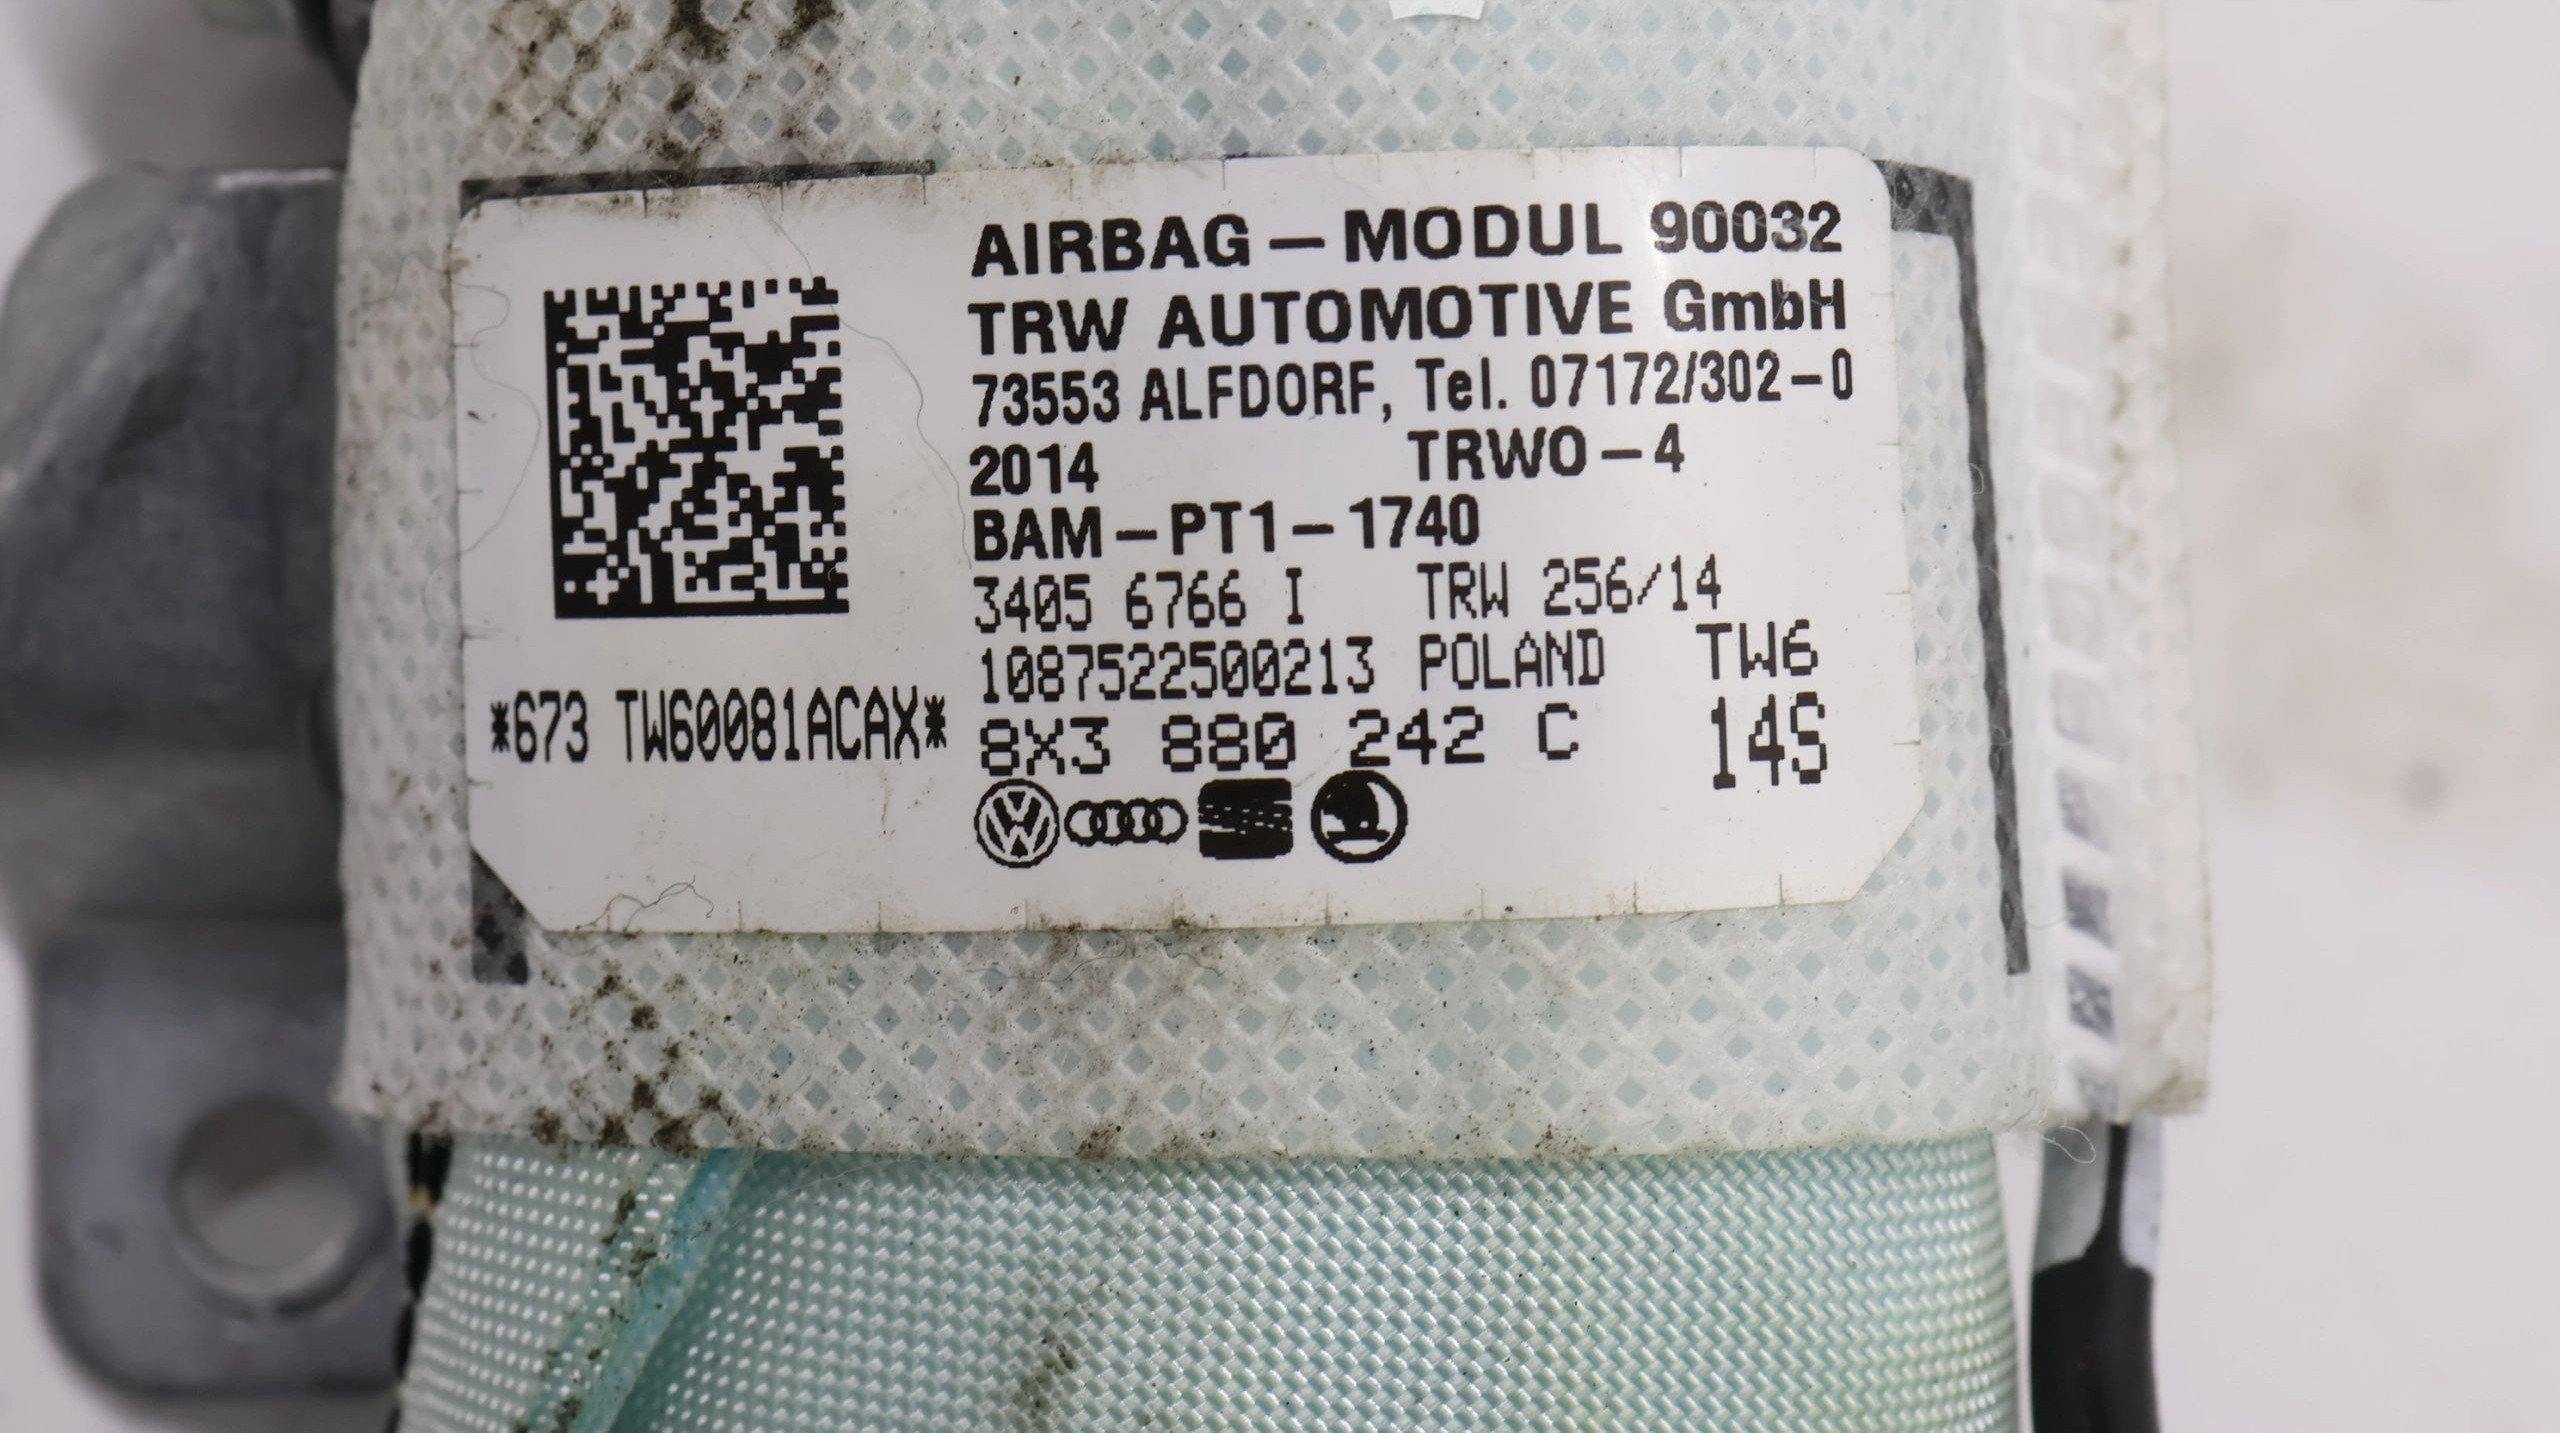 AIRBAG – MODUL 90032
TRW AUTOMOTIVE GmbH
73553 ALFDORF, Tel. 07172/302-0
2014 TRWO – 4
BAM – PT1 – 1740
3405 6766 I TRW 256/14
1087522500213 POLAND TW6
*673 TW60081ACAX*
8X3 880 242 C 14S